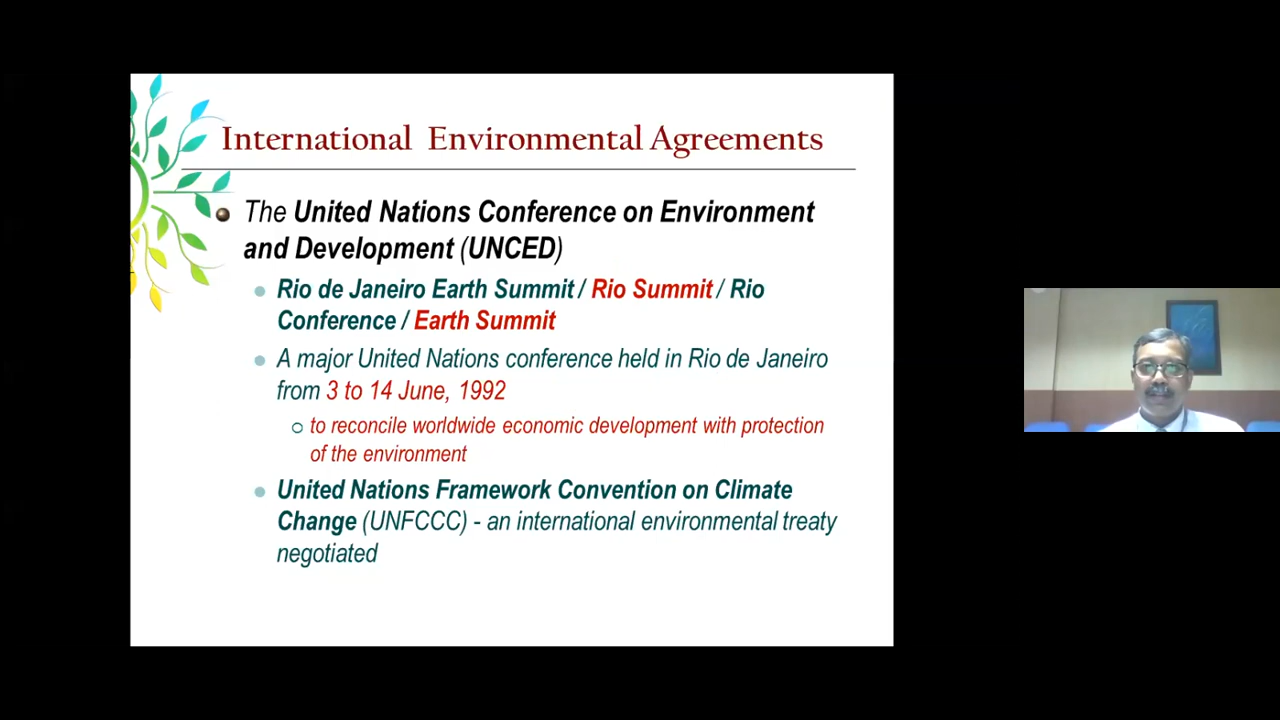 International Environmental Agreements
The United Nations Conference on Environment
and Development (UNCED)
Rio de Janeiro Earth Summit / Rio Summit / Rio
Conference / Earth Summit
A major United Nations conference held in Rio de Janeiro
from 3 to 14 June, 1992
to reconcile worldwide economic development with protection
of the environment
United Nations Framework Convention on Climate
Change (UNFCCC) - an international environmental treaty
negotiated